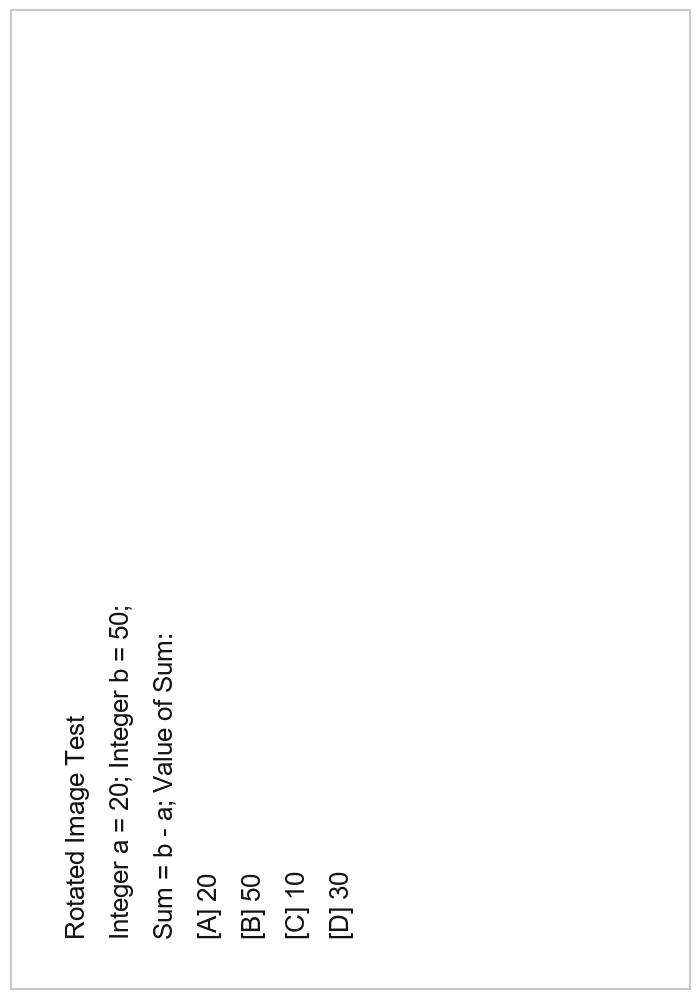 Rotated Image Test
Integer a = 20; Integer b = 50;
Sum = b - a; Value of Sum:
[A] 20
[B] 50
[C] 10
[D] 30